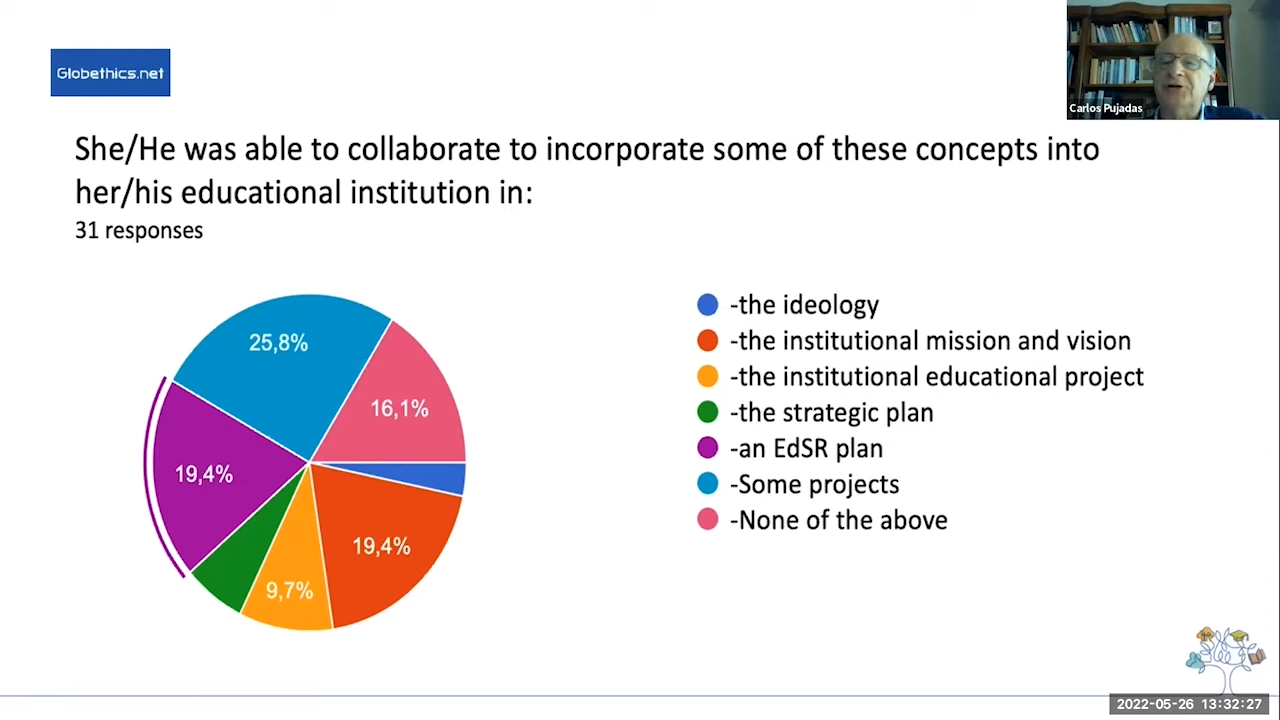 Globethics.net
Carlos Pujadas
She/He was able to collaborate to incorporate some of these concepts into
her/his educational institution in:
31 responses
25,8%
16,1%
19,4%
19,4%
9,7%
-the ideology
-the institutional mission and vision
-the institutional educational project
-the strategic plan
-an EdSR plan
-Some projects
-None of the above
2022-05-26 13:32:27